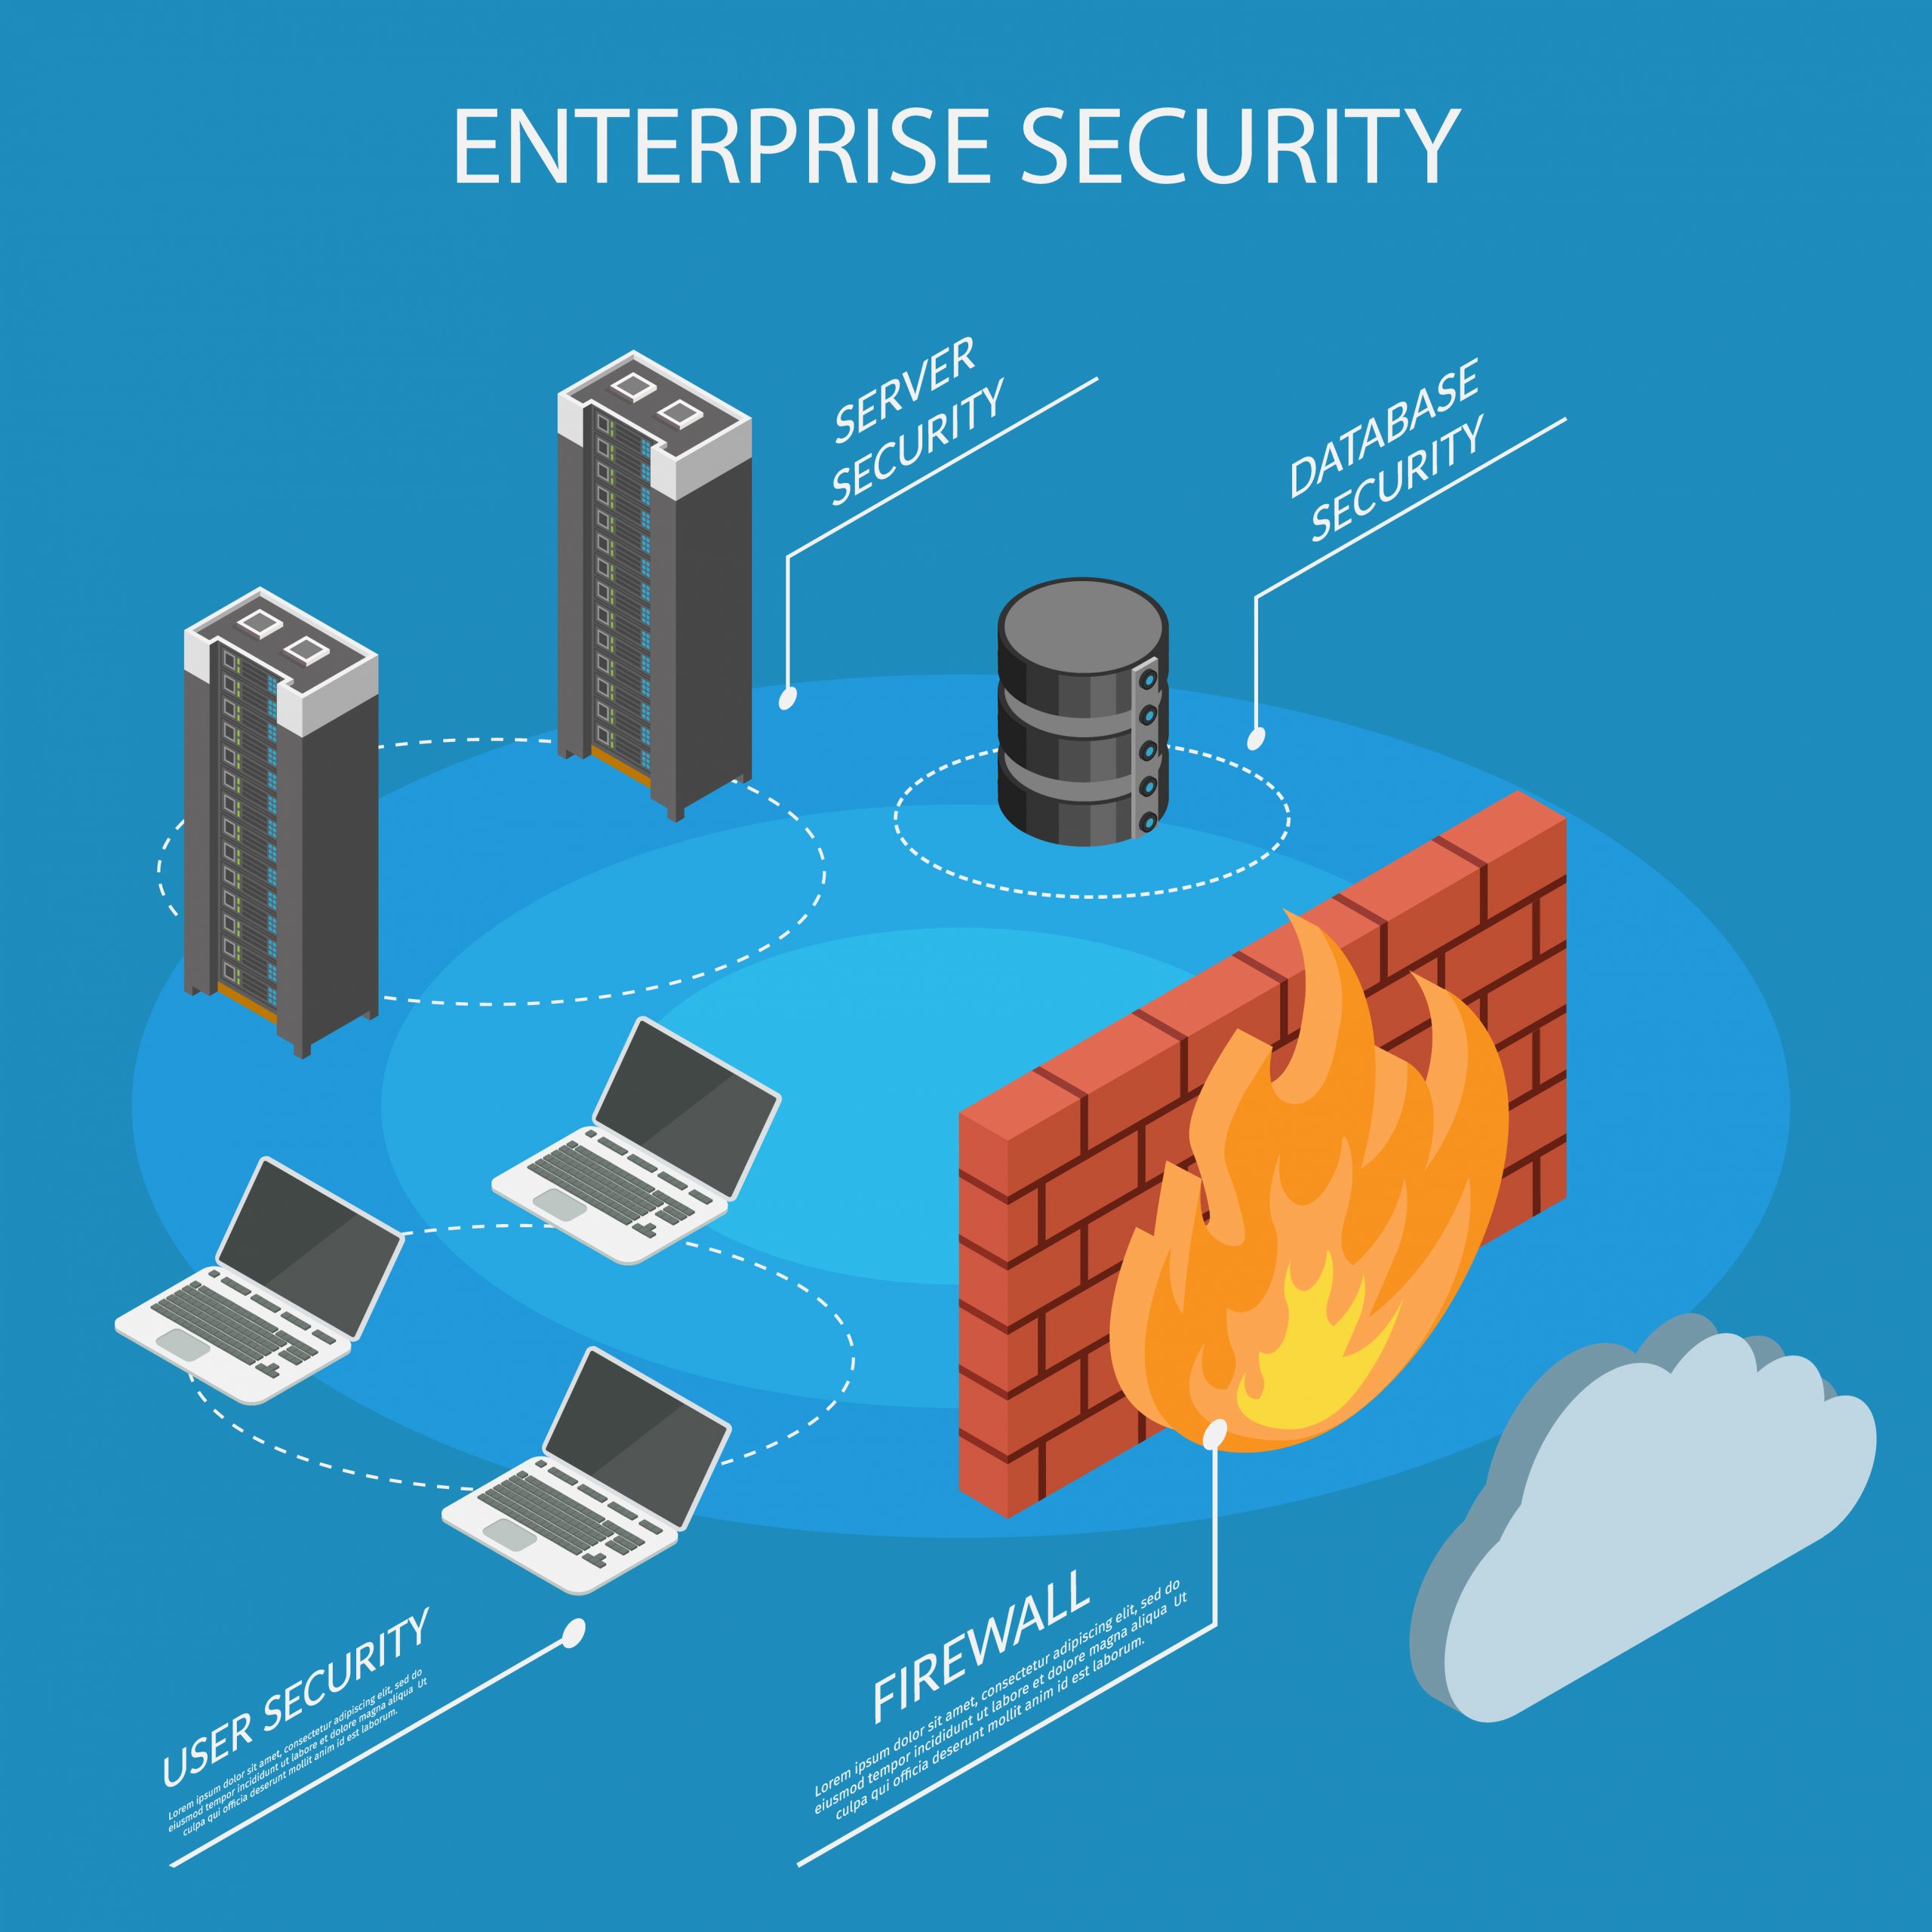 ENTERPRISE SECURITY
SERVER
SECURITY
DATABASE
SECURITY
USER SECURITY
Lorem ipsum dolor sit amet, consectetur adipiscing elit, sed do
eiusmod tempor incididunt ut labore et dolore magna aliqua Ut
culpa qui officia deserunt mollit anim id est laborum.
FIREWALL
Lorem ipsum dolor sit amet, consectetur adipiscing elit, sed do
eiusmod tempor incididunt ut labore et dolore magna aliqua Ut
culpa qui officia deserunt mollit anim id est laborum.